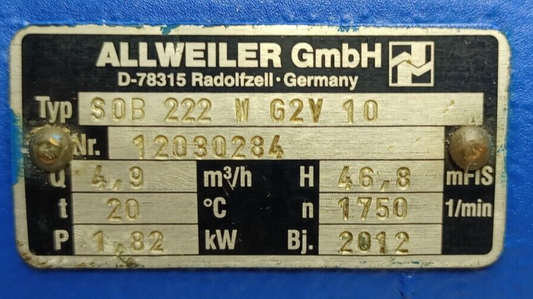 ALLWEILER GmbH
D-78315 Radolfzell · Germany
Typ SOB 222 W G2V 10
Nr. 12030284
Q 4,9 m³/h H 46,8 mFlS
t 20 °C n 1750 1/min
P 1,82 kW Bj. 2012